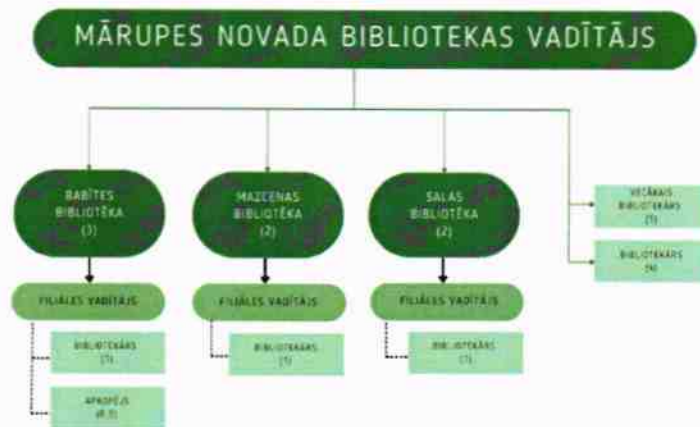 MĀRUPES NOVADA BIBLIOTEKAS VADĪTĀJS
BABĪTES
BIBLIOTĒKA
(3)
MAZCENAS
BIBLIOTĒKA
(2)
SALAS
BIBLIOTĒKA
(2)
VECĀKAIS
BIBLIOTEKĀRS
(1)
BIBLIOTEKĀRS
(4)
FILIĀLES VADĪTĀJS
FILIĀLES VADĪTĀJS
FILIĀLES VADĪTĀJS
BIBLIOTEKĀRS
(1)
BIBLIOTEKĀRS
(1)
BIBLIOTEKĀRS
(1)
APKOPĒJS